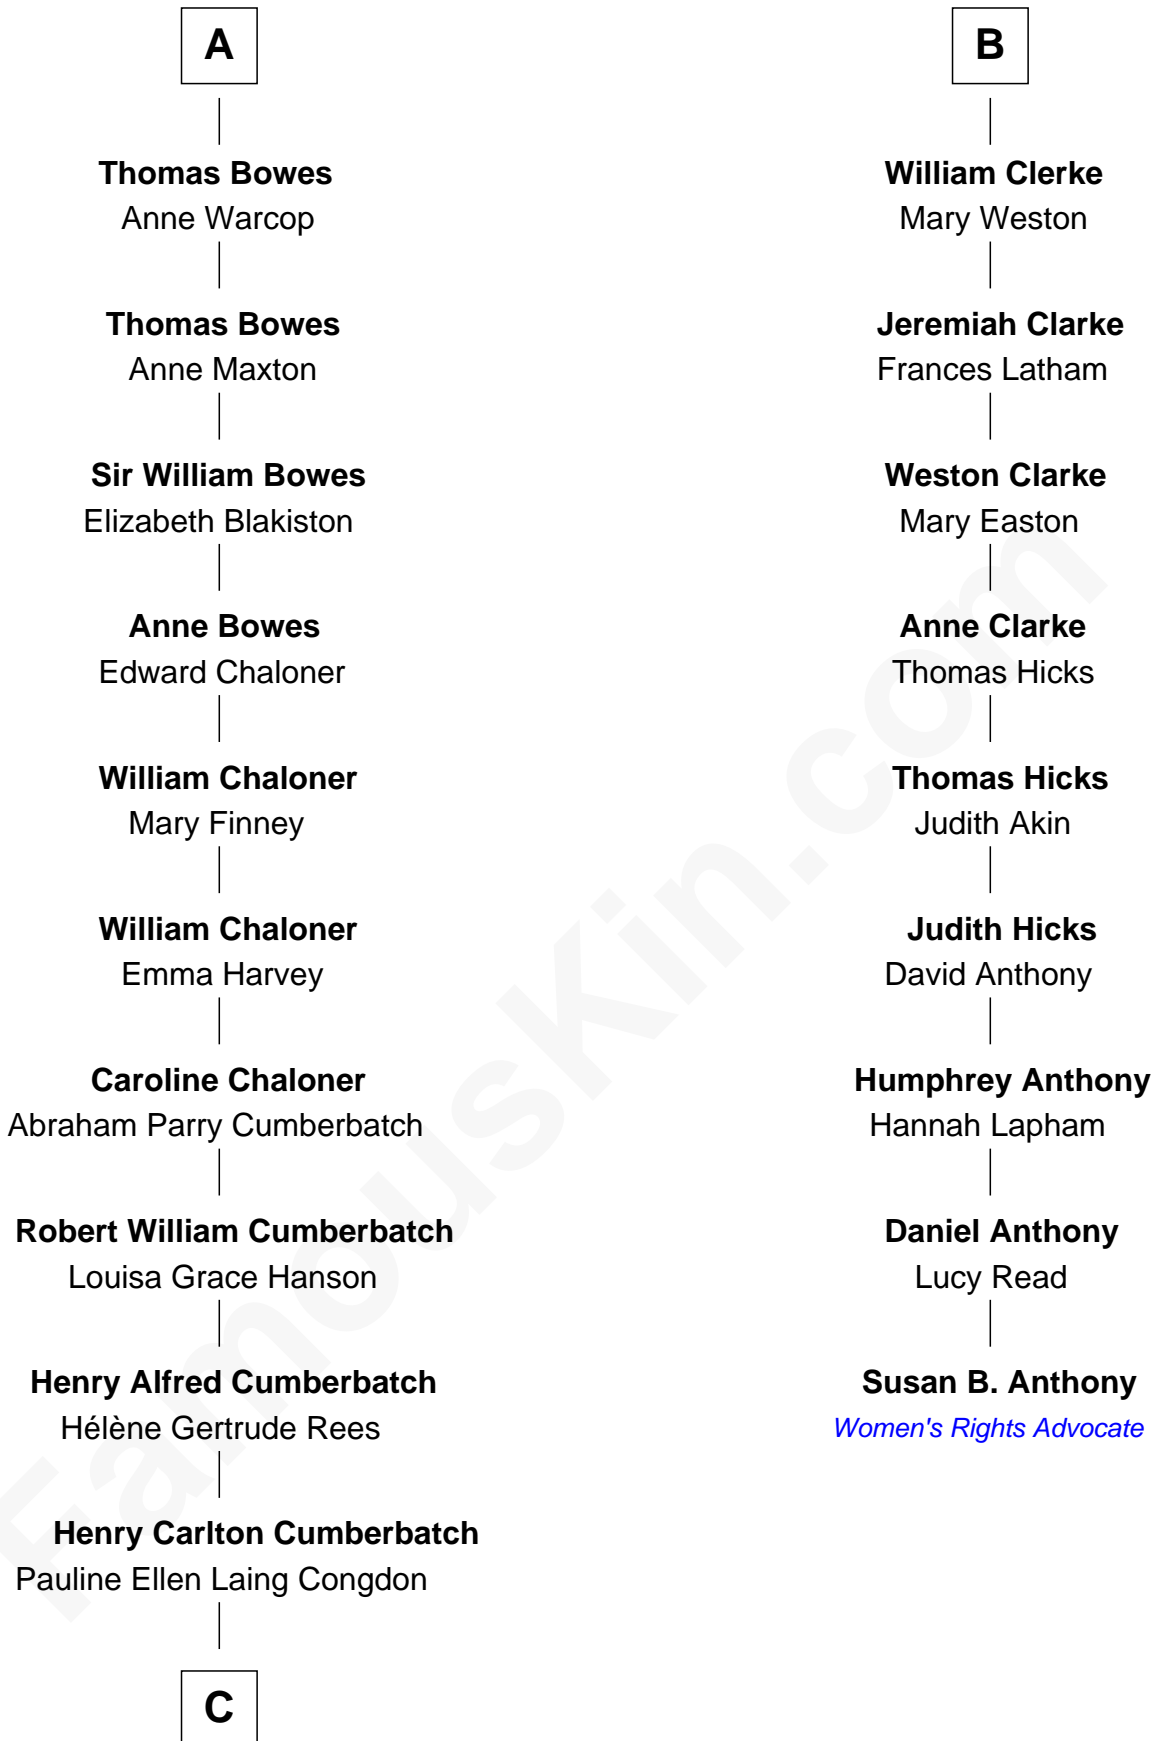 A
Thomas Bowes
Anne Warcop
Thomas Bowes
Anne Maxton
Sir William Bowes
Elizabeth Blakiston
Anne Bowes
Edward Chaloner
William Chaloner
Mary Finney
William Chaloner
Emma Harvey
Caroline Chaloner
Abraham Parry Cumberbatch
Robert William Cumberbatch
Louisa Grace Hanson
Henry Alfred Cumberbatch
Hélène Gertrude Rees
Henry Carlton Cumberbatch
Pauline Ellen Laing Congdon
C
B
William Clerke
Mary Weston
Jeremiah Clarke
Frances Latham
Weston Clarke
Mary Easton
Anne Clarke
Thomas Hicks
Thomas Hicks
Judith Akin
Judith Hicks
David Anthony
Humphrey Anthony
Hannah Lapham
Daniel Anthony
Lucy Read
Susan B. Anthony
Women's Rights Advocate
FamousKin.com